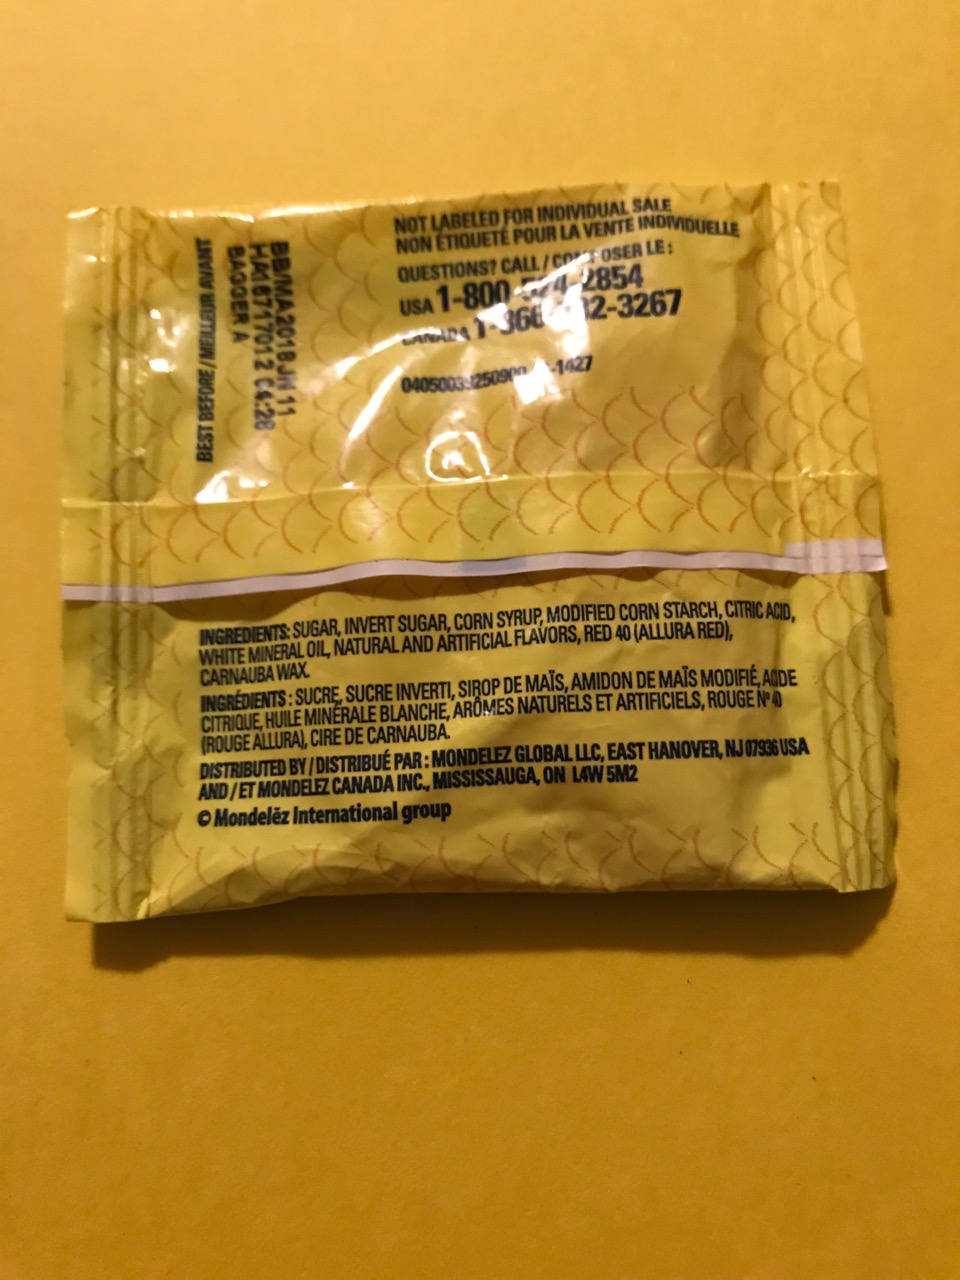 NOT LABELED FOR INDIVIDUAL SALE
NON ÉTIQUETÉ POUR LA VENTE INDIVIDUELLE
QUESTIONS? CALL / COMPOSER LE :
USA 1-800 2854
CANADA 1-866 3267
BEST BEFORE / MEILLEUR AVANT
BB/MA 2018 JN 11
04:28
BAGGER A
INGREDIENTS: SUGAR, INVERT SUGAR, CORN SYRUP, MODIFIED CORN STARCH, CITRIC ACID,
WHITE MINERAL OIL, NATURAL AND ARTIFICIAL FLAVORS, RED 40 (ALLURA RED),
CARNAUBA WAX.
INGRÉDIENTS : SUCRE, SUCRE INVERTI, SIROP DE MAÏS, AMIDON DE MAÏS MODIFIÉ, ACIDE
CITRIQUE, HUILE MINÉRALE BLANCHE, ARÔMES NATURELS ET ARTIFICIELS, ROUGE Nº 40
(ROUGE ALLURA), CIRE DE CARNAUBA.
DISTRIBUTED BY / DISTRIBUÉ PAR : MONDELEZ GLOBAL LLC, EAST HANOVER, NJ 07936 USA
AND / ET MONDELEZ CANADA INC., MISSISSAUGA, ON L4W 5M2
© Mondelēz International group